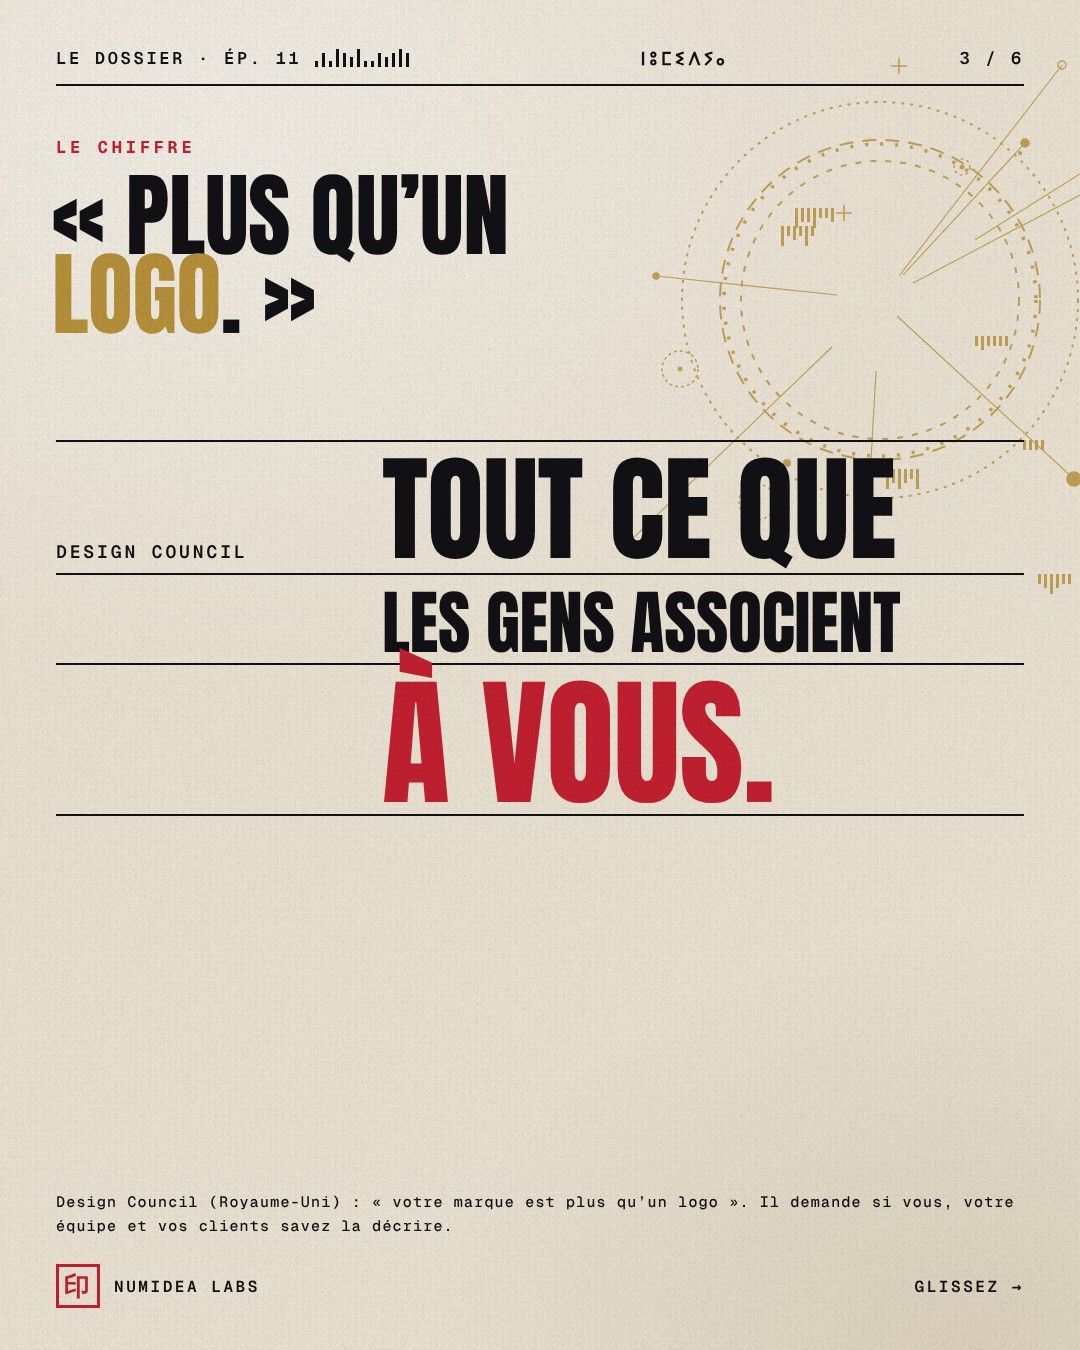 LE DOSSIER · ÉP. 11
ⵏⵓⵎⵉⴷⵢⴰ
3 / 6
LE CHIFFRE
« PLUS QU’UN
LOGO. »
TOUT CE QUE
DESIGN COUNCIL
LES GENS ASSOCIENT
À VOUS.
Design Council (Royaume-Uni) : « votre marque est plus qu’un logo ». Il demande si vous, votre
équipe et vos clients savez la décrire.
印
NUMIDEA LABS
GLISSEZ →